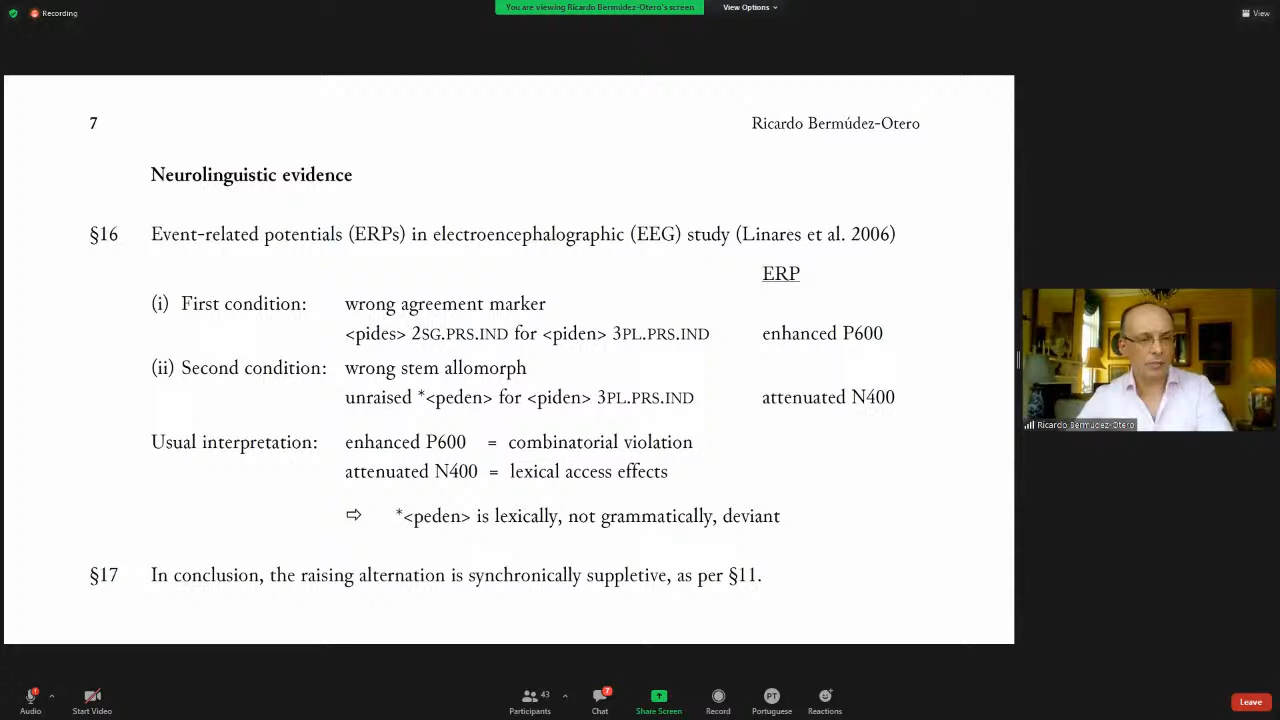 Recording
You are viewing Ricardo Bermúdez-Otero's screen
View Options
View
7
Ricardo Bermúdez-Otero
Neurolinguistic evidence
§16 Event-related potentials (ERPs) in electroencephalographic (EEG) study (Linares et al. 2006)
ERP
(i) First condition: wrong agreement marker
<pides> 2SG.PRS.IND for <piden> 3PL.PRS.IND enhanced P600
(ii) Second condition: wrong stem allomorph
unraised *<peden> for <piden> 3PL.PRS.IND attenuated N400
Usual interpretation: enhanced P600 = combinatorial violation
attenuated N400 = lexical access effects
⇨ *<peden> is lexically, not grammatically, deviant
§17 In conclusion, the raising alternation is synchronically suppletive, as per §11.
Ricardo Bermúdez-Otero
43
7
PT
Audio
Start Video
Participants
Chat
Share Screen
Record
Portuguese
Reactions
Leave